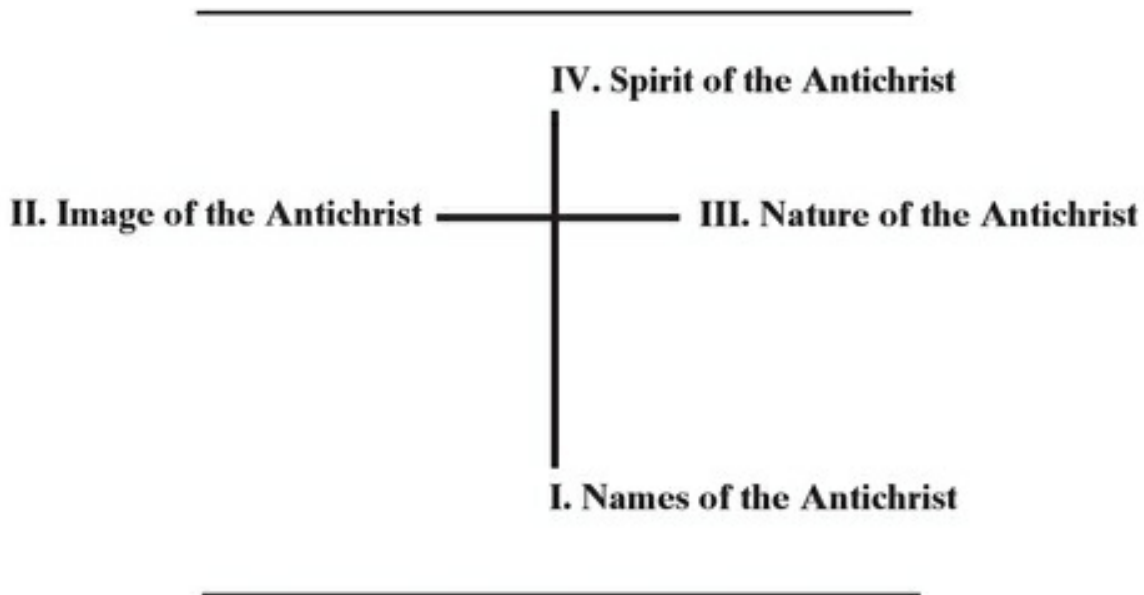 IV. Spirit of the Antichrist
II. Image of the Antichrist
III. Nature of the Antichrist
I. Names of the Antichrist